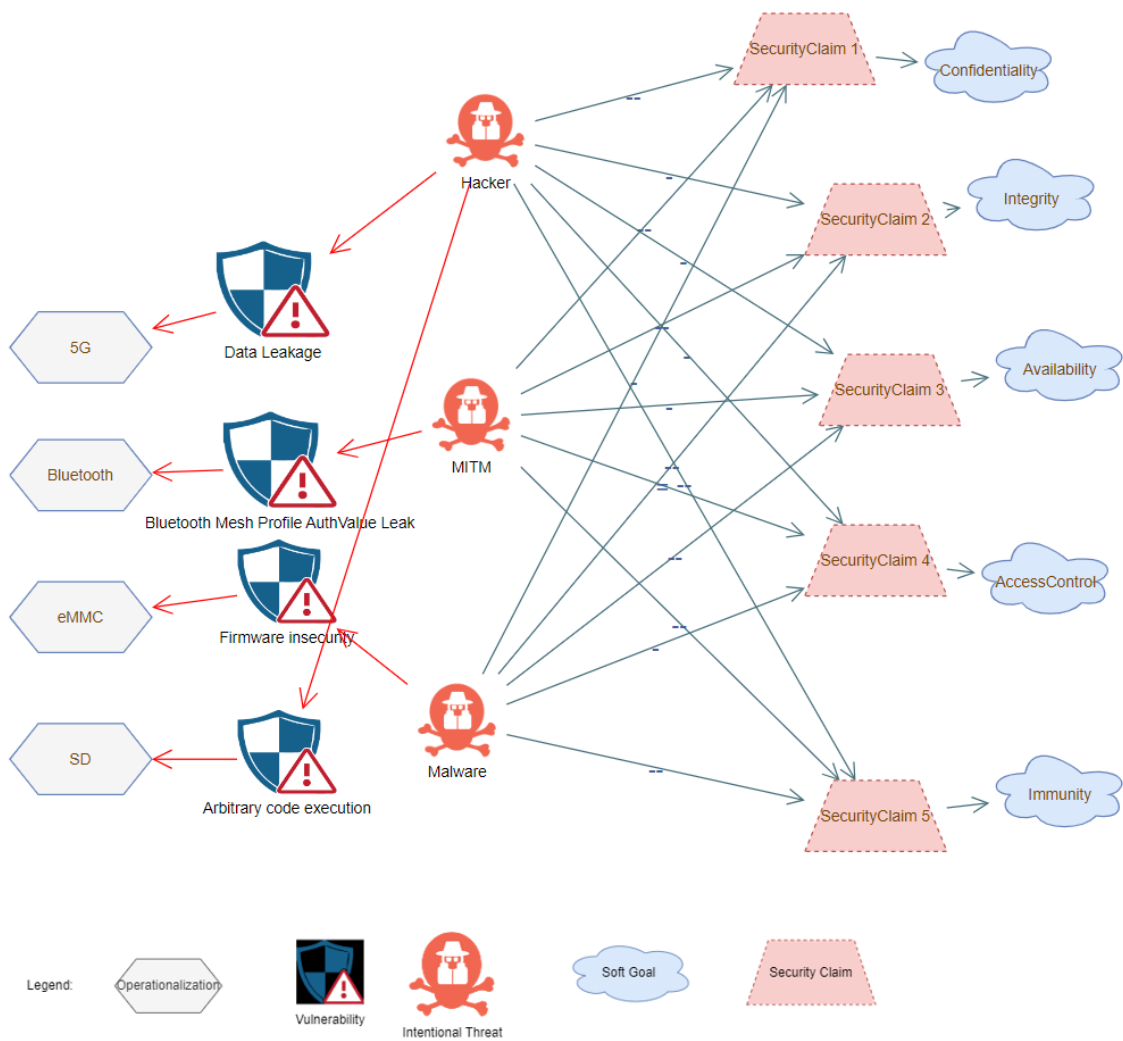 SecurityClaim 1
Confidentiality
--
Hacker
-
Integrity
SecurityClaim 2
--
-
Data Leakage
5G
--
-
SecurityClaim 3
Availability
-
-
MITM
Bluetooth
Bluetooth Mesh Profile AuthValue Leak
--
= --
SecurityClaim 4
AccessControl
eMMC
Firmware insecurity
--
-
SD
Malware
--
Arbitrary code execution
Immunity
SecurityClaim 5
Legend:
Operationalization
Vulnerability
Intentional Threat
Soft Goal
Security Claim